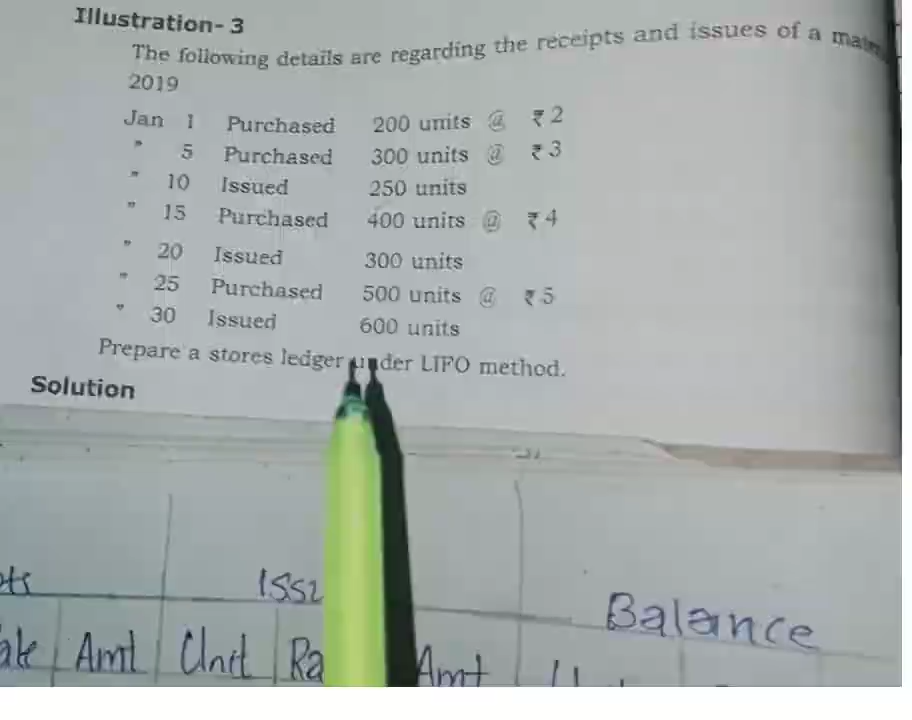 Illustration- 3
The following details are regarding the receipts and issues of a
2019
Jan 1 Purchased 200 units @ ₹ 2
" 5 Purchased 300 units @ ₹ 3
" 10 Issued 250 units
" 15 Purchased 400 units @ ₹ 4
" 20 Issued 300 units
" 25 Purchased 500 units @ ₹ 5
" 30 Issued 600 units
Prepare a stores ledger under LIFO method.
Solution
Balance
Amt Unit Amt